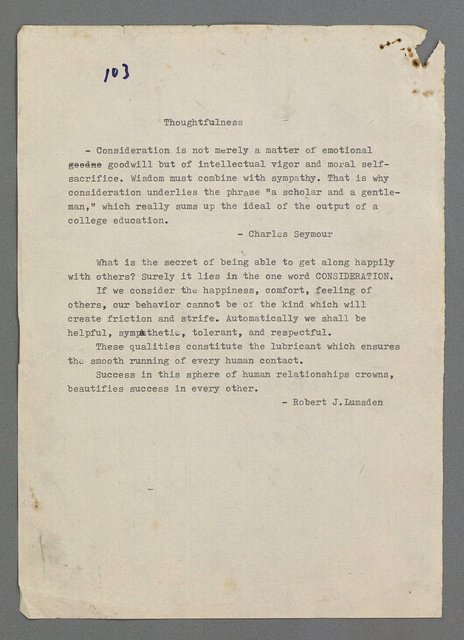 103
Thoughtfulness
- Consideration is not merely a matter of emotional
goodne goodwill but of intellectual vigor and moral self-
sacrifice. Wisdom must combine with sympathy. That is why
consideration underlies the phrase "a scholar and a gentle-
man," which really sums up the ideal of the output of a
college education.
- Charles Seymour
What is the secret of being able to get along happily
with others? Surely it lies in the one word CONSIDERATION.
If we consider the happiness, comfort, feeling of
others, our behavior cannot be of the kind which will
create friction and strife. Automatically we shall be
helpful, sympathetic, tolerant, and respectful.
These qualities constitute the lubricant which ensures
the smooth running of every human contact.
Success in this sphere of human relationships crowns,
beautifies success in every other.
- Robert J.Lumsden